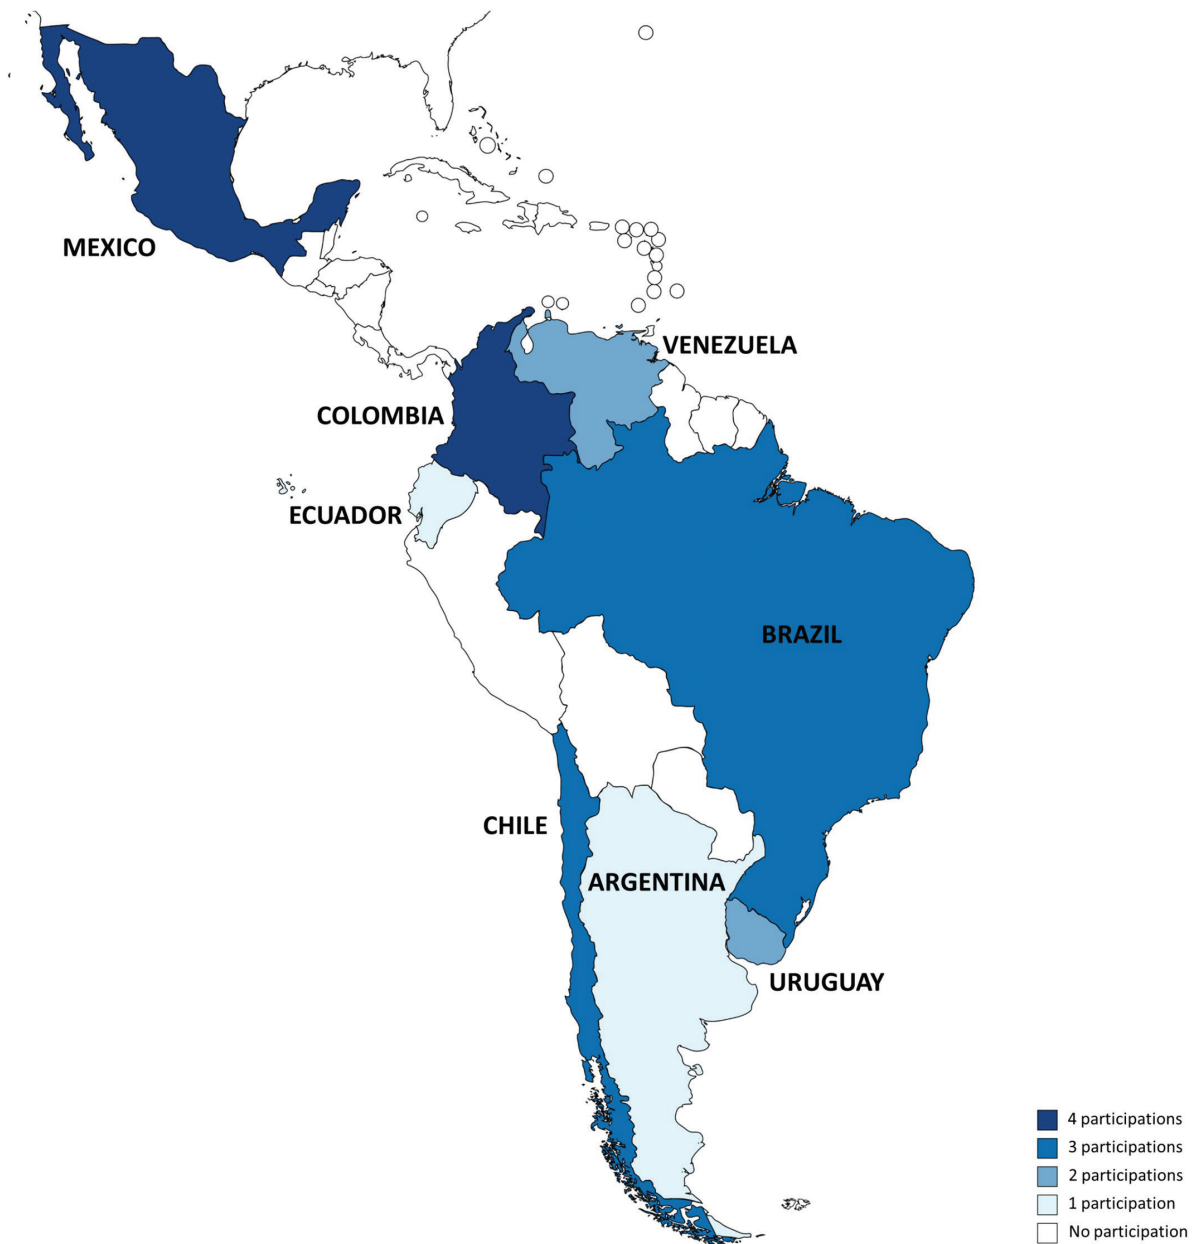 MEXICO
VENEZUELA
COLOMBIA
ECUADOR
BRAZIL
CHILE
ARGENTINA
URUGUAY
4 participations
3 participations
2 participations
1 participation
No participation